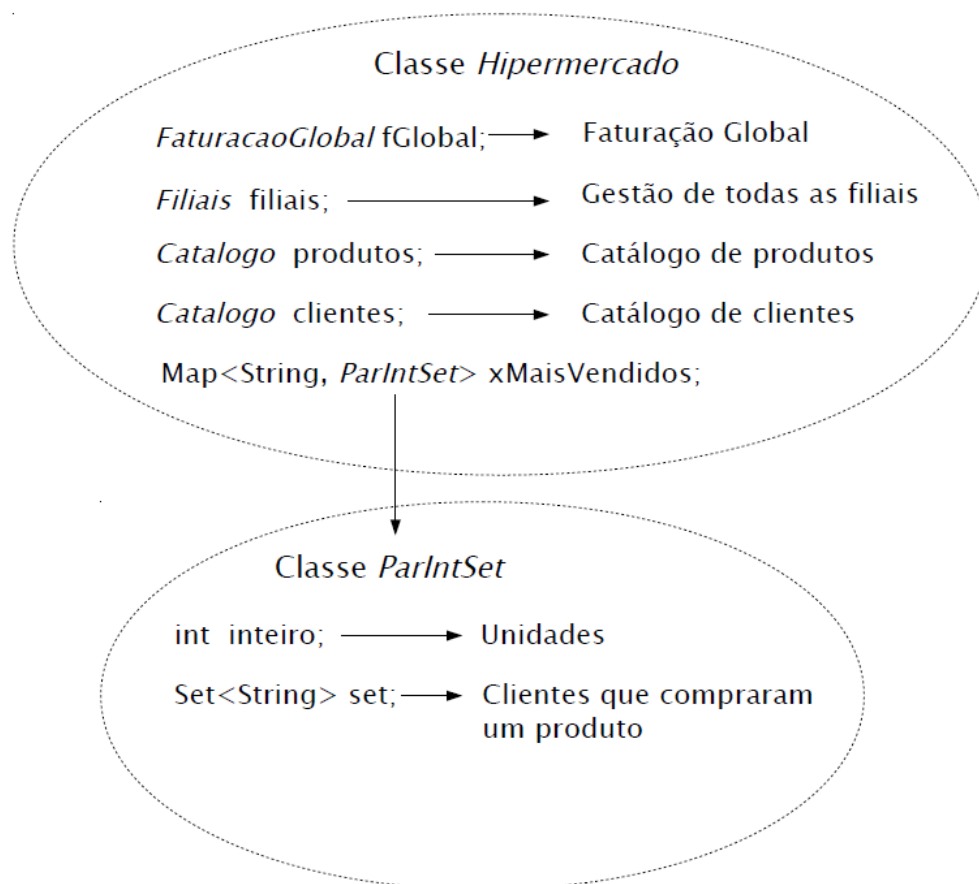 Classe Hipermercado
FaturacaoGlobal fGlobal; Faturação Global
Filiais filiais; Gestão de todas as filiais
Catalogo produtos; Catálogo de produtos
Catalogo clientes; Catálogo de clientes
Map<String, ParIntSet> xMaisVendidos;
Classe ParIntSet
int inteiro; Unidades
Set<String> set; Clientes que compraram
um produto